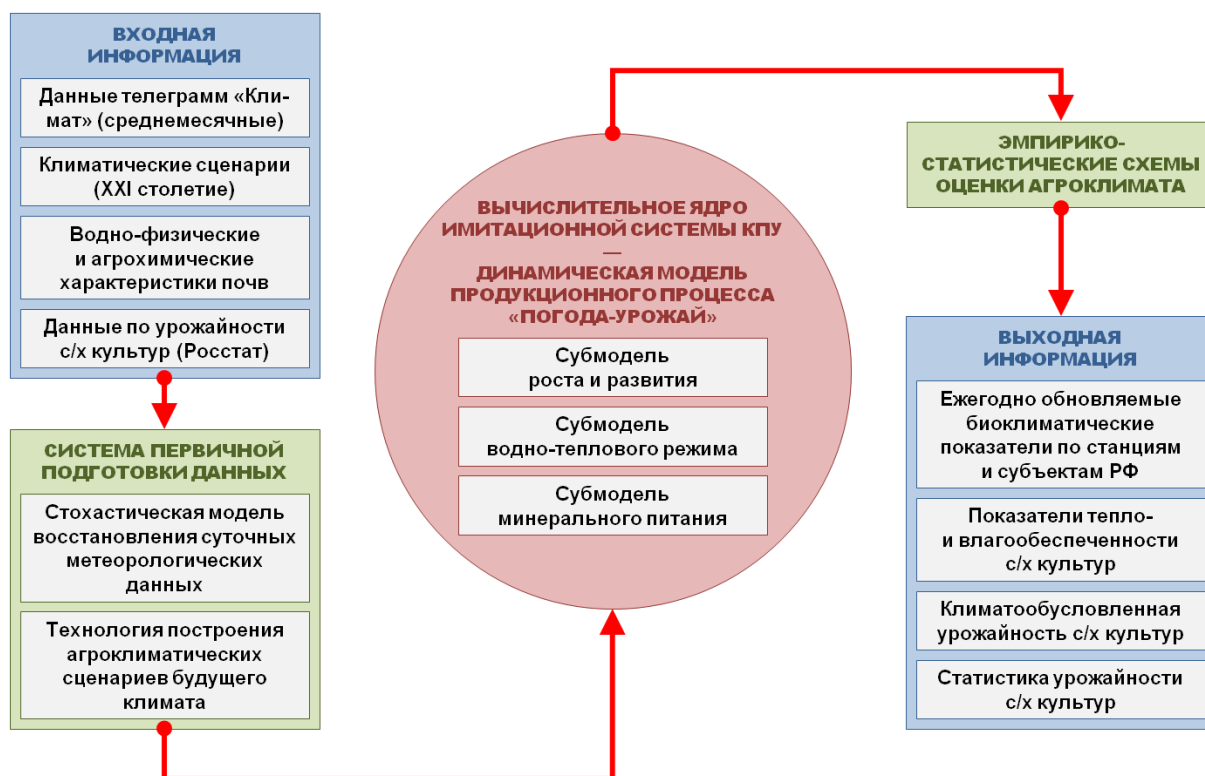 ВХОДНАЯ
ИНФОРМАЦИЯ
Данные телеграмм «Кли-
мат» (среднемесячные)
Климатические сценарии
(XXI столетие)
Водно-физические
и агрохимические
характеристики почв
Данные по урожайности
с/х культур (Росстат)
СИСТЕМА ПЕРВИЧНОЙ
ПОДГОТОВКИ ДАННЫХ
Стохастическая модель
восстановления суточных
метеорологических
данных
Технология построения
агроклиматических
сценариев будущего
климата
ВЫЧИСЛИТЕЛЬНОЕ ЯДРО
ИМИТАЦИОННОЙ СИСТЕМЫ КПУ
—
ДИНАМИЧЕСКАЯ МОДЕЛЬ
ПРОДУКЦИОННОГО ПРОЦЕССА
«ПОГОДА-УРОЖАЙ»
Субмодель
роста и развития
Субмодель
водно-теплового режима
Субмодель
минерального питания
ЭМПИРИКО-
СТАТИСТИЧЕСКИЕ СХЕМЫ
ОЦЕНКИ АГРОКЛИМАТА
ВЫХОДНАЯ
ИНФОРМАЦИЯ
Ежегодно обновляемые
биоклиматические
показатели по станциям
и субъектам РФ
Показатели тепло-
и влагообеспеченности
с/х культур
Климатообусловленная
урожайность с/х культур
Статистика урожайности
с/х культур